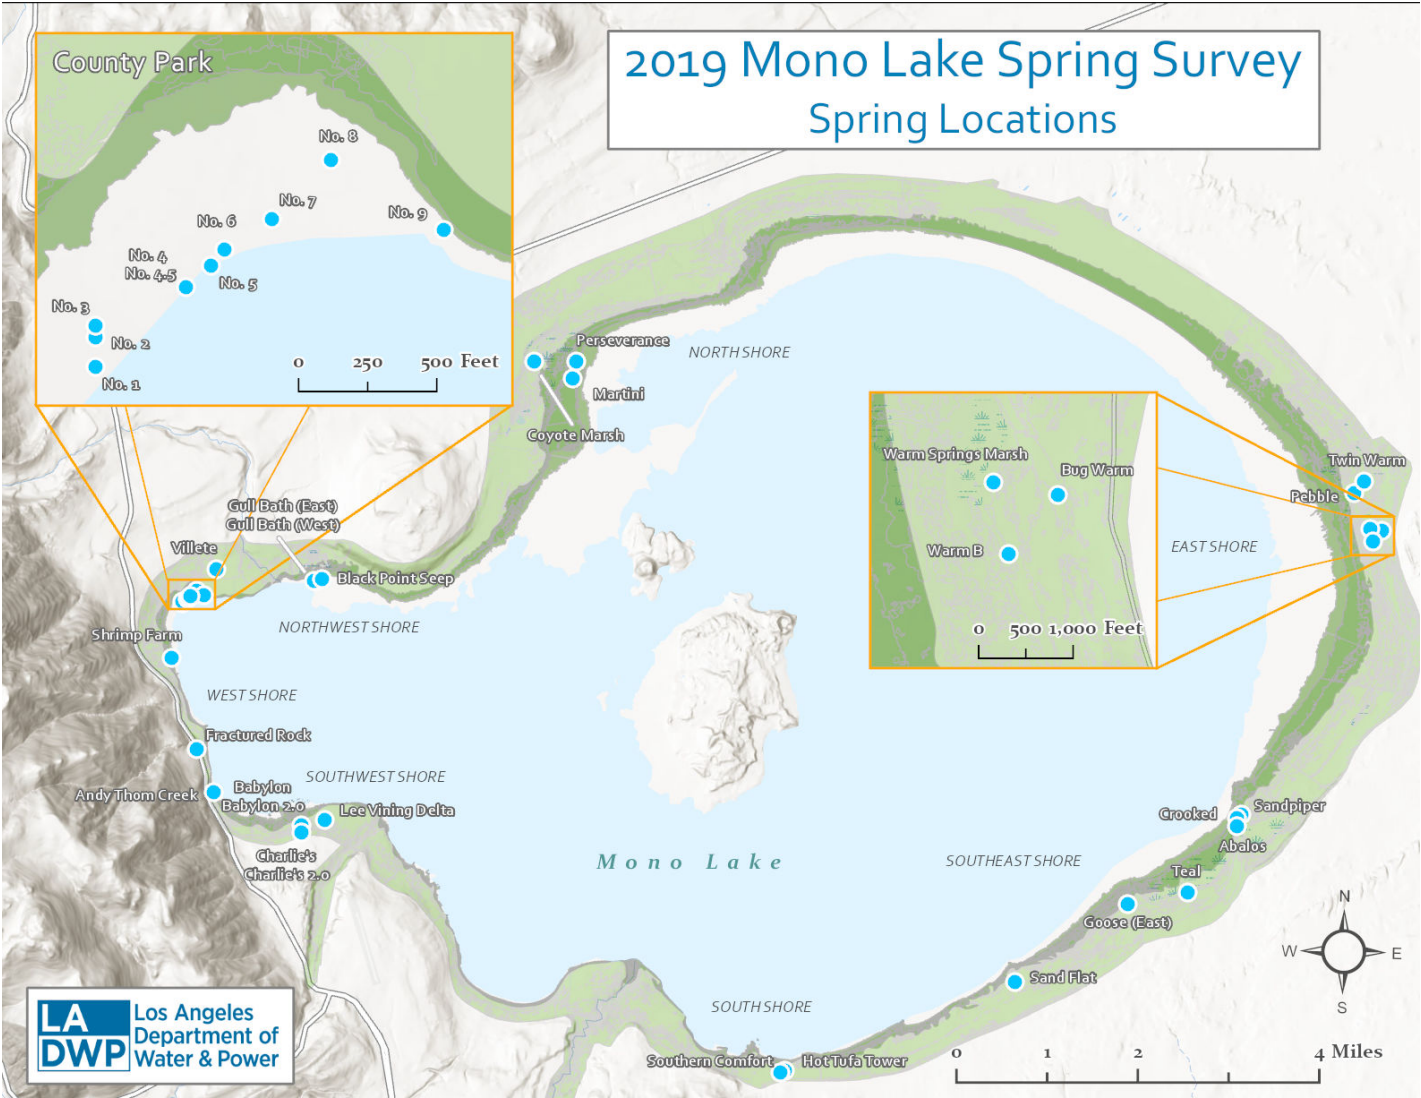 2019 Mono Lake Spring Survey
Spring Locations
County Park
No. 8
No. 7
No. 9
No. 6
No. 4
No. 4.5
No. 5
No. 3
No. 2
No. 1
0 250 500 Feet
Perseverance
NORTH SHORE
Martini
Coyote Marsh
Warm Springs Marsh
Bug Warm
Warm B
0 500 1,000 Feet
Twin Warm
Pebble
EAST SHORE
Gull Bath (East)
Gull Bath (West)
Villete
Black Point Seep
NORTHWEST SHORE
Shrimp Farm
WEST SHORE
Fractured Rock
SOUTHWEST SHORE
Andy Thom Creek
Babylon
Babylon 2.0
Lee Vining Delta
Charlie's
Charlie's 2.0
Mono Lake
Crooked
Sandpiper
Abalos
SOUTHEAST SHORE
Teal
Goose (East)
Sand Flat
SOUTH SHORE
Southern Comfort
Hot Tufa Tower
N
W E
S
0 1 2 4 Miles
LA
DWP
Los Angeles
Department of
Water & Power